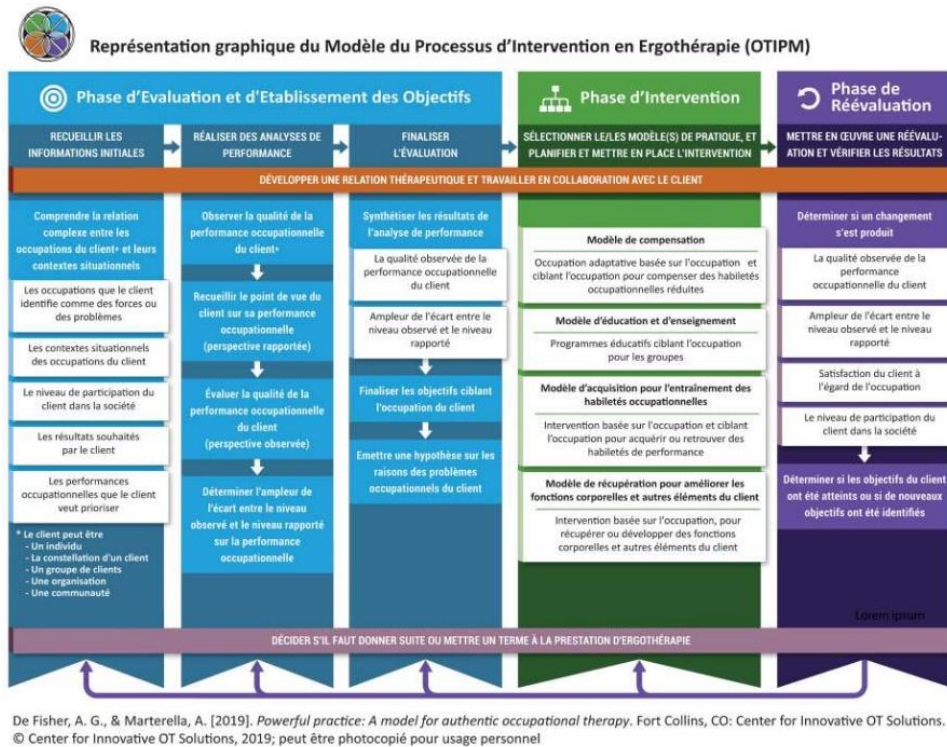 Représentation graphique du Modèle du Processus d'Intervention en Ergothérapie (OTIPM)
Phase d'Evaluation et d'Etablissement des Objectifs
RECUEILLIR LES
INFORMATIONS INITIALES
RÉALISER DES ANALYSES DE
PERFORMANCE
FINALISER
L'ÉVALUATION
Phase d'Intervention
SÉLECTIONNER LE/LES MODÈLE(S) DE PRATIQUE, ET
PLANIFIER ET METTRE EN PLACE L'INTERVENTION
Phase de
Réévaluation
METTRE EN ŒUVRE UNE RÉÉVALU-
ATION ET VÉRIFIER LES RÉSULTATS
DÉVELOPPER UNE RELATION THÉRAPEUTIQUE ET TRAVAILLER EN COLLABORATION AVEC LE CLIENT
Comprendre la relation
complexe entre les
occupations du client* et leurs
contextes situationnels
Les occupations que le client
identifie comme des forces ou
des problèmes
Les contextes situationnels
des occupations du client
Le niveau de participation du
client dans la société
Les résultats souhaités
par le client
Les performances
occupationnelles que le client
veut prioriser
* Le client peut être
- Un individu
- La constellation d'un client
- Un groupe de clients
- Une organisation
- Une communauté
Observer la qualité de la
performance occupationnelle
du client*
Recueillir le point de vue du
client sur sa performance
occupationnelle
(perspective rapportée)
Évaluer la qualité de la
performance occupationnelle
du client
(perspective observée)
Déterminer l'ampleur de
l'écart entre le niveau
observé et le niveau rapporté
sur la performance
occupationnelle
Synthétiser les résultats de
l'analyse de performance
La qualité observée de la
performance occupationnelle
du client
Ampleur de l'écart entre le
niveau observé et le niveau
rapporté
Finaliser les objectifs ciblant
l'occupation du client
Emettre une hypothèse sur les
raisons des problèmes
occupationnels du client
Modèle de compensation
Occupation adaptative basée sur l'occupation et
ciblant l'occupation pour compenser des habiletés
occupationnelles réduites
Modèle d'éducation et d'enseignement
Programmes éducatifs ciblant l'occupation
pour les groupes
Modèle d'acquisition pour l'entraînement des
habiletés occupationnelles
Intervention basée sur l'occupation et ciblant
l'occupation pour acquérir ou retrouver des
habiletés de performance
Modèle de récupération pour améliorer les
fonctions corporelles et autres éléments du client
Intervention basée sur l'occupation, pour
récupérer ou développer des fonctions
corporelles et autres éléments du client
Déterminer si un changement
s'est produit
La qualité observée de la
performance
occupationnelle du client
Ampleur de l'écart entre le
niveau observé et le niveau
rapporté
Satisfaction du client à
l'égard de l'occupation
Le niveau de participation du
client dans la société
Déterminer si les objectifs du client
ont été atteints ou si de nouveaux
objectifs ont été identifiés
Lorem ipsum
DÉCIDER S'IL FAUT DONNER SUITE OU METTRE UN TERME À LA PRESTATION D'ERGOTHÉRAPIE
De Fisher, A. G., & Marterella, A. [2019]. Powerful practice: A model for authentic occupational therapy. Fort Collins, CO: Center for Innovative OT Solutions.
© Center for Innovative OT Solutions, 2019; peut être photocopié pour usage personnel